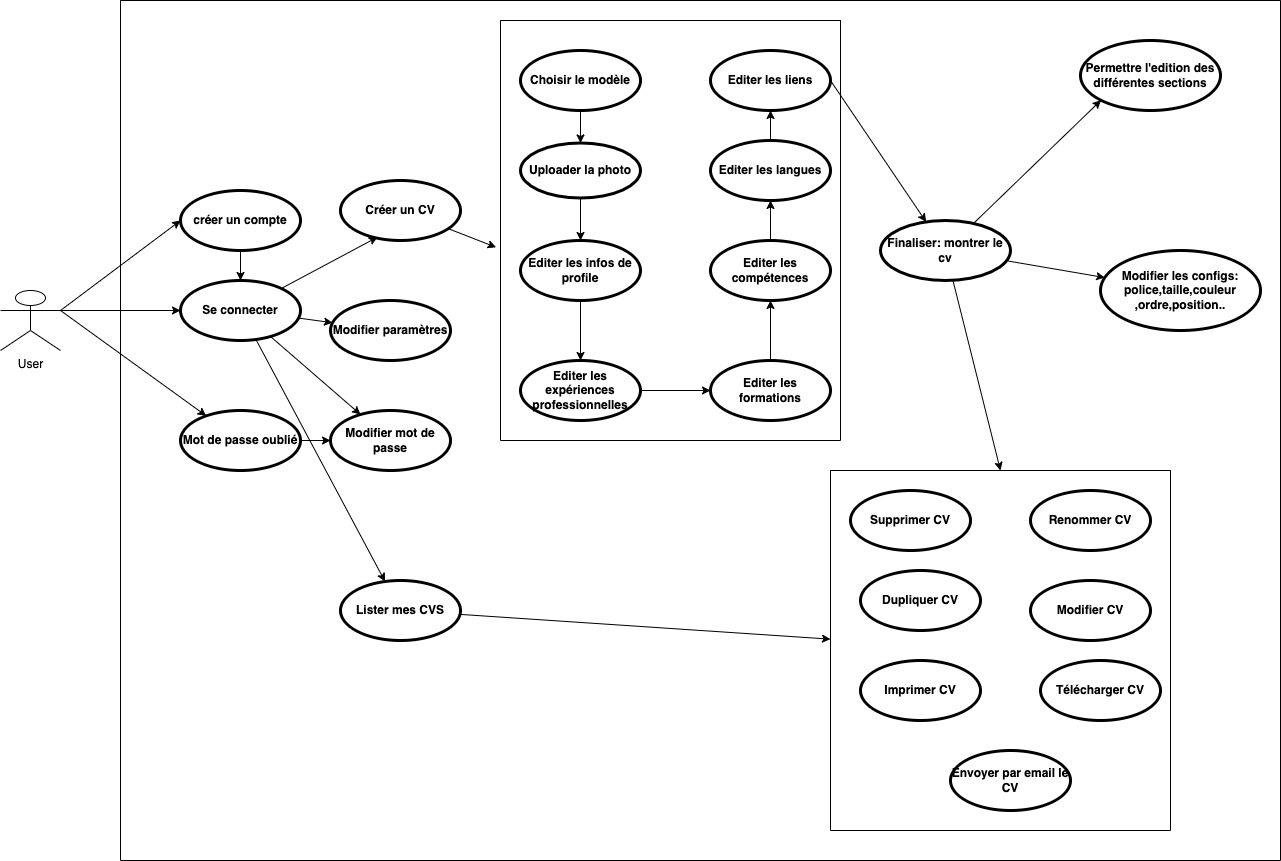 Choisir le modèle
Editer les liens
Permettre l'edition des
différentes sections
Uploader la photo
Editer les langues
créer un compte
Créer un CV
Finaliser: montrer le
cv
Editer les infos de
profile
Editer les
compétences
Modifier les configs:
police,taille,couleur
,ordre,position..
Se connecter
Modifier paramètres
User
Editer les
expériences
professionnelles
Editer les
formations
Mot de passe oublié
Modifier mot de
passe
Supprimer CV
Renommer CV
Lister mes CVS
Dupliquer CV
Modifier CV
Imprimer CV
Télécharger CV
Envoyer par email le
CV